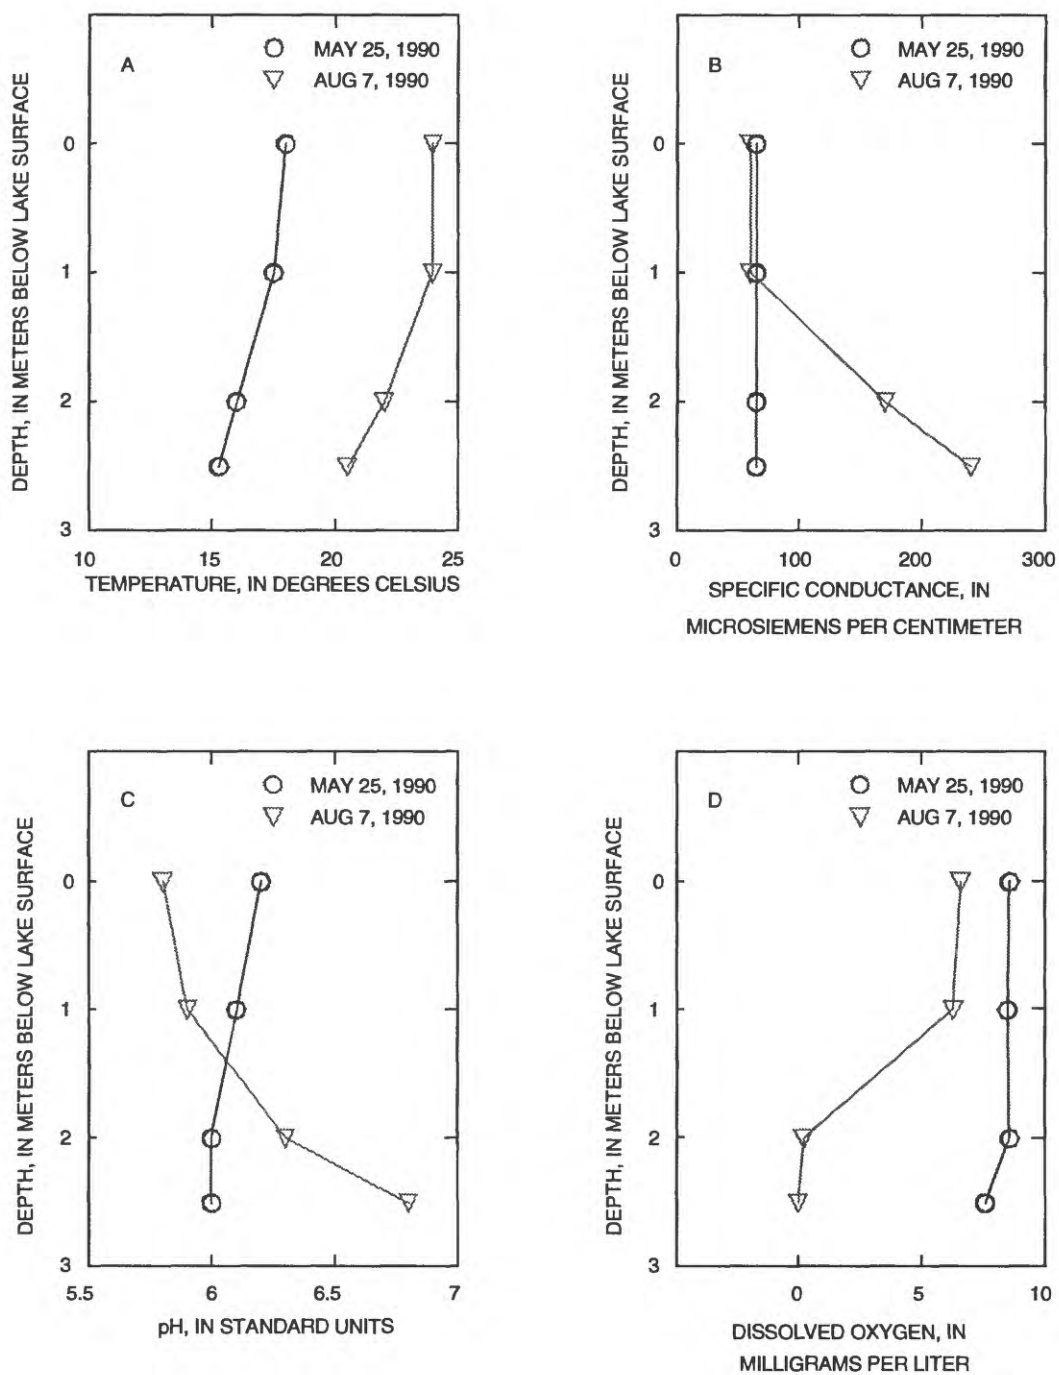 A
MAY 25, 1990
AUG 7, 1990
DEPTH, IN METERS BELOW LAKE SURFACE
0
1
2
3
10
15
20
25
TEMPERATURE, IN DEGREES CELSIUS
B
MAY 25, 1990
AUG 7, 1990
DEPTH, IN METERS BELOW LAKE SURFACE
0
1
2
3
0
100
200
300
SPECIFIC CONDUCTANCE, IN
MICROSIEMENS PER CENTIMETER
C
MAY 25, 1990
AUG 7, 1990
DEPTH, IN METERS BELOW LAKE SURFACE
0
1
2
3
5.5
6
6.5
7
pH, IN STANDARD UNITS
D
MAY 25, 1990
AUG 7, 1990
DEPTH, IN METERS BELOW LAKE SURFACE
0
1
2
3
0
5
10
DISSOLVED OXYGEN, IN
MILLIGRAMS PER LITER